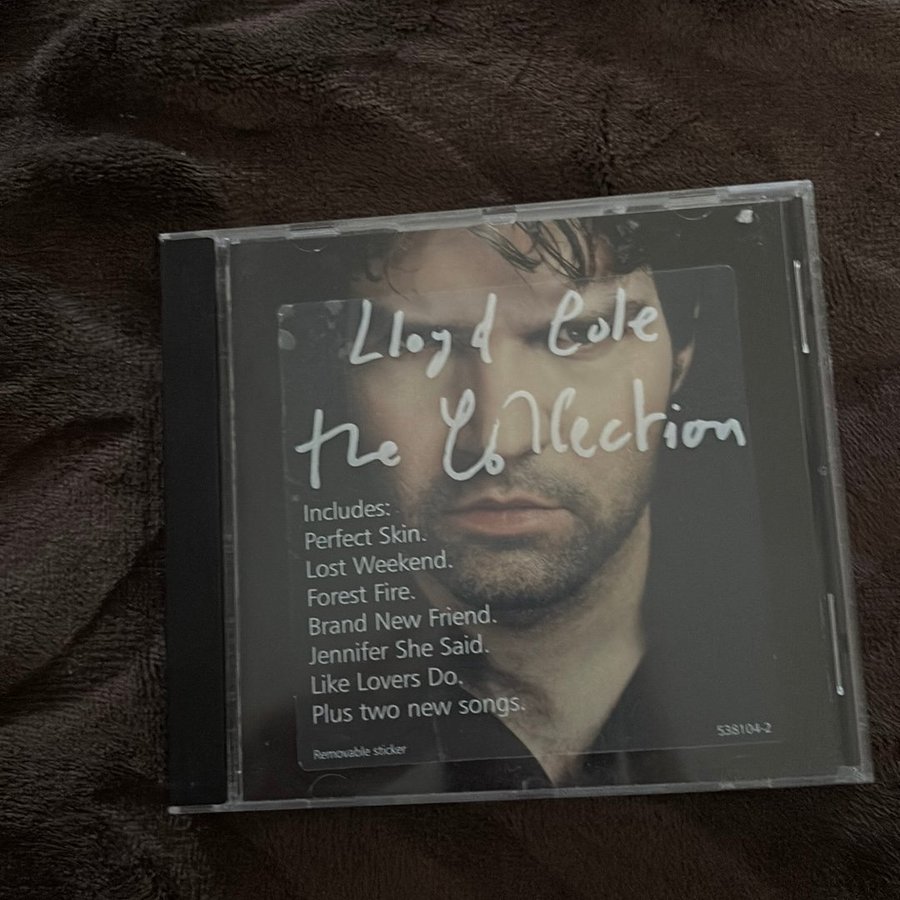 Lloyd Cole
the Collection
Includes:
Perfect Skin.
Lost Weekend.
Forest Fire.
Brand New Friend.
Jennifer She Said.
Like Lovers Do.
Plus two new songs.
Removable sticker
538104-2